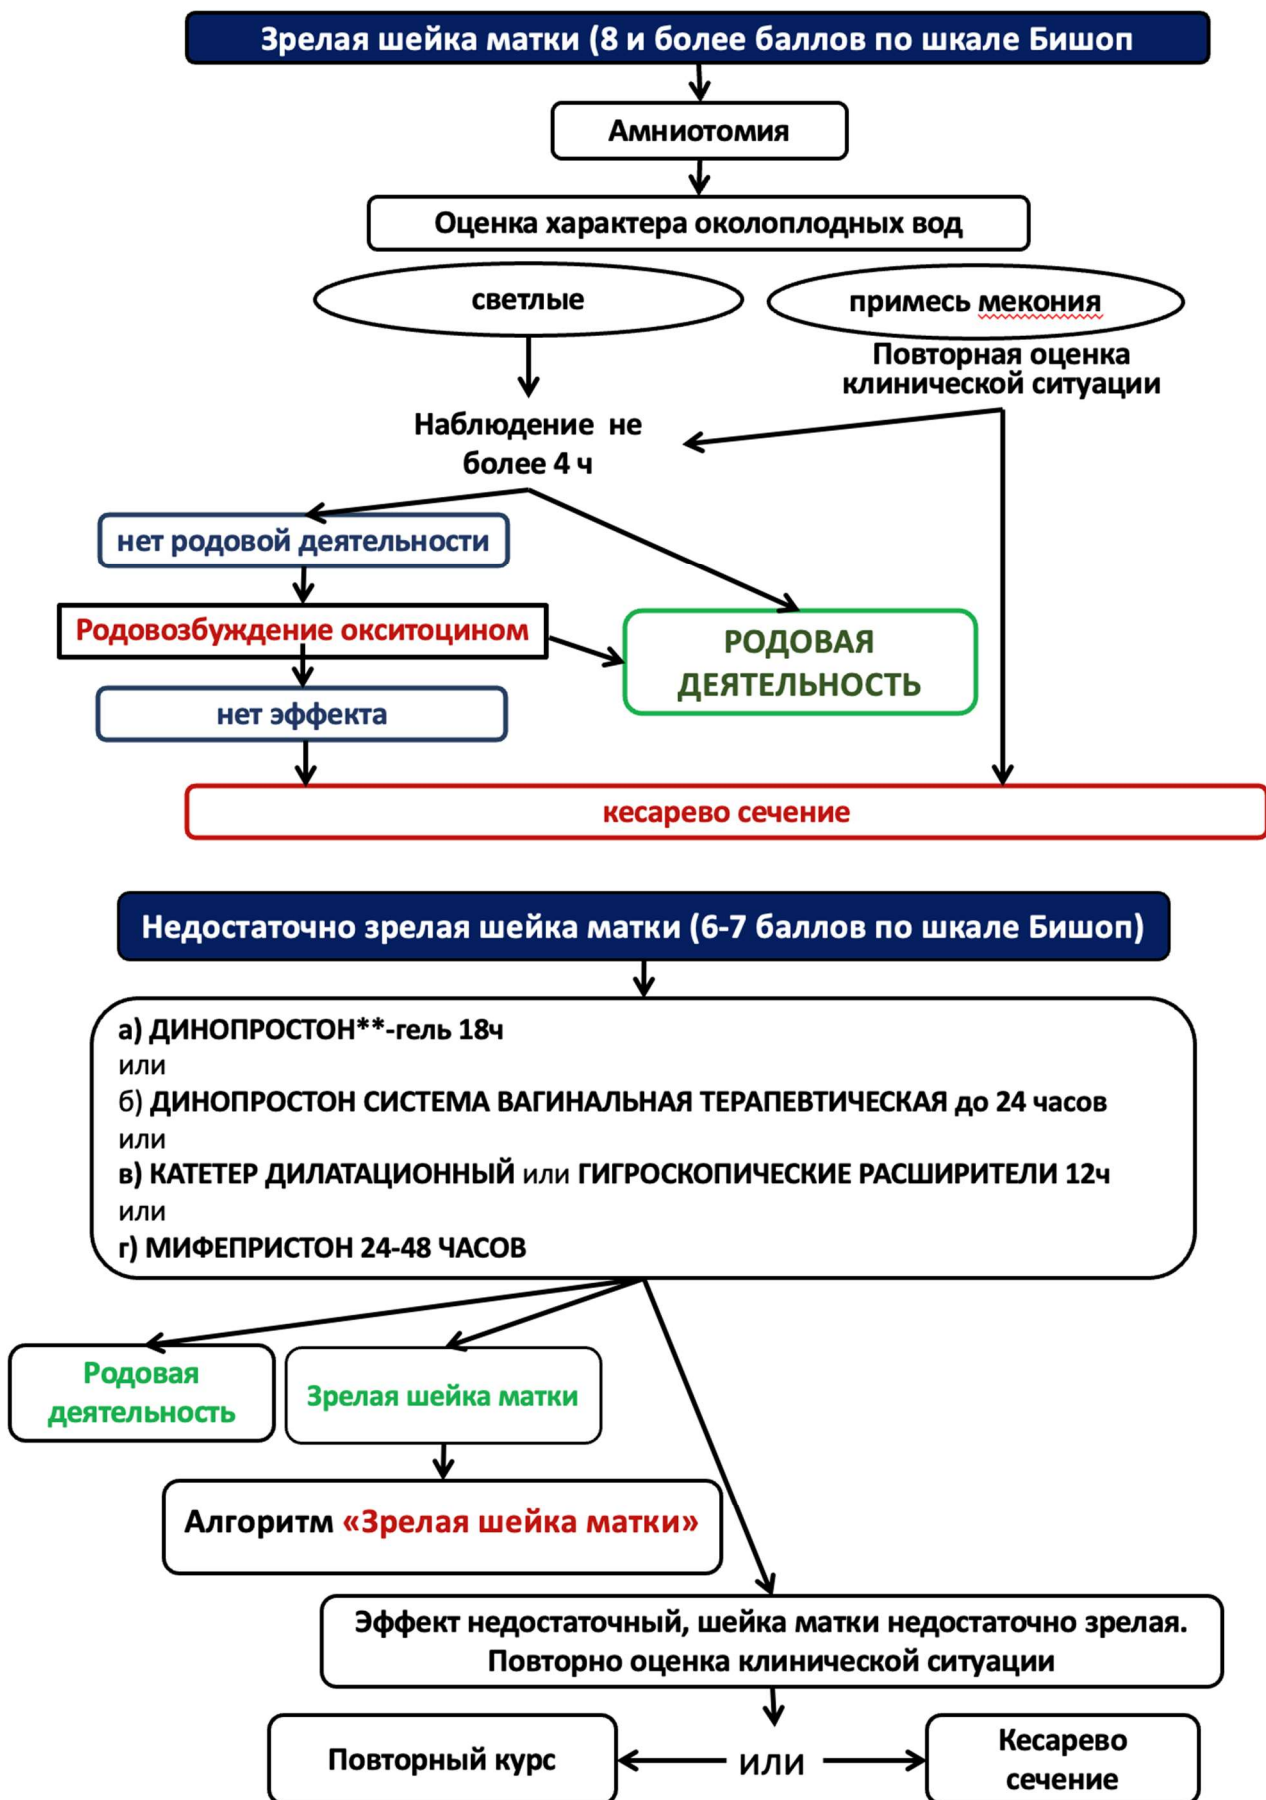 Зрелая шейка матки (8 и более баллов по шкале Бишоп
Амниотомия
Оценка характера околоплодных вод
светлые
примесь мекония
Повторная оценка
клинической ситуации
Наблюдение не
более 4 ч
нет родовой деятельности
Родовозбуждение окситоцином
РОДОВАЯ
ДЕЯТЕЛЬНОСТЬ
нет эффекта
кесарево сечение
Недостаточно зрелая шейка матки (6-7 баллов по шкале Бишоп)
а) ДИНОПРОСТОН**-гель 18ч
или
б) ДИНОПРОСТОН СИСТЕМА ВАГИНАЛЬНАЯ ТЕРАПЕВТИЧЕСКАЯ до 24 часов
или
в) КАТЕТЕР ДИЛАТАЦИОННЫЙ или ГИГРОСКОПИЧЕСКИЕ РАСШИРИТЕЛИ 12ч
или
г) МИФЕПРИСТОН 24-48 ЧАСОВ
Родовая
деятельность
Зрелая шейка матки
Алгоритм «Зрелая шейка матки»
Эффект недостаточный, шейка матки недостаточно зрелая.
Повторно оценка клинической ситуации
Повторный курс
или
Кесарево
сечение